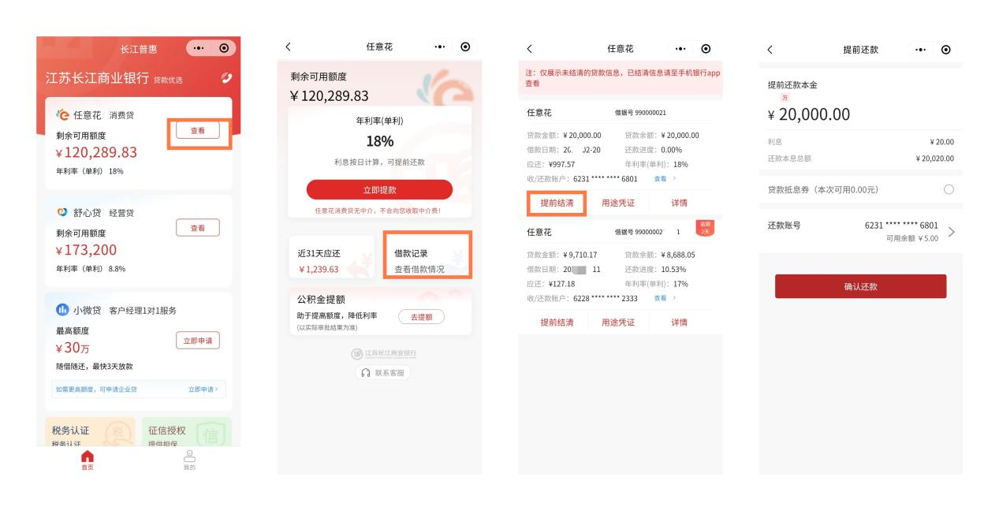 长江普惠
江苏长江商业银行 贷款优选
任意花 消费贷
查看
剩余可用额度
¥120,289.83
年利率（单利） 18%
舒心贷 经营贷
查看
剩余可用额度
¥173,200
年利率（单利） 8.8%
小微贷 客户经理1对1服务
最高额度
¥30万
立即申请
随借随还，最快3天放款
如需更高额度，可申请企业贷 立即申请 >
税务认证
税务认证
税
征信授权
提供担保
信
首页
我的
任意花
剩余可用额度
¥120,289.83
年利率(单利)
18%
利息按日计算，可提前还款
立即提款
任意花消费贷无中介，不会向您收取中介费！
近31天应还
¥1,239.63
借款记录
查看借款情况
公积金提额
助于提高额度，降低利率
(以实际审批结果为准)
去提额
江苏长江商业银行
联系客服
任意花
注：仅展示未结清的贷款信息，已结清信息请至手机银行app
查看
任意花 借据号 990000021
贷款金额：¥20,000.00 贷款余额：¥20,000.00
借款日期：20 2-20 还款进度：0.00%
应还：¥997.57 年利率(单利)：18%
收/还款账户：6231 **** **** 6801 查看 >
提前结清 用途凭证 详情
任意花 借据号 99000002 1
逾期
2天
贷款金额：¥9,710.17 贷款余额：¥8,688.05
借款日期：20 11 还款进度：10.53%
应还：¥127.18 年利率(单利)：17%
收/还款账户：6228 **** **** 2333 查看 >
提前结清 用途凭证 详情
提前还款
提前还款本金
万
¥ 20,000.00
利息 ¥20.00
还款本息总额 ¥20,020.00
贷款抵息券（本次可用0.00元）
还款账号 6231 **** **** 6801
可用余额 ¥5.00
确认还款